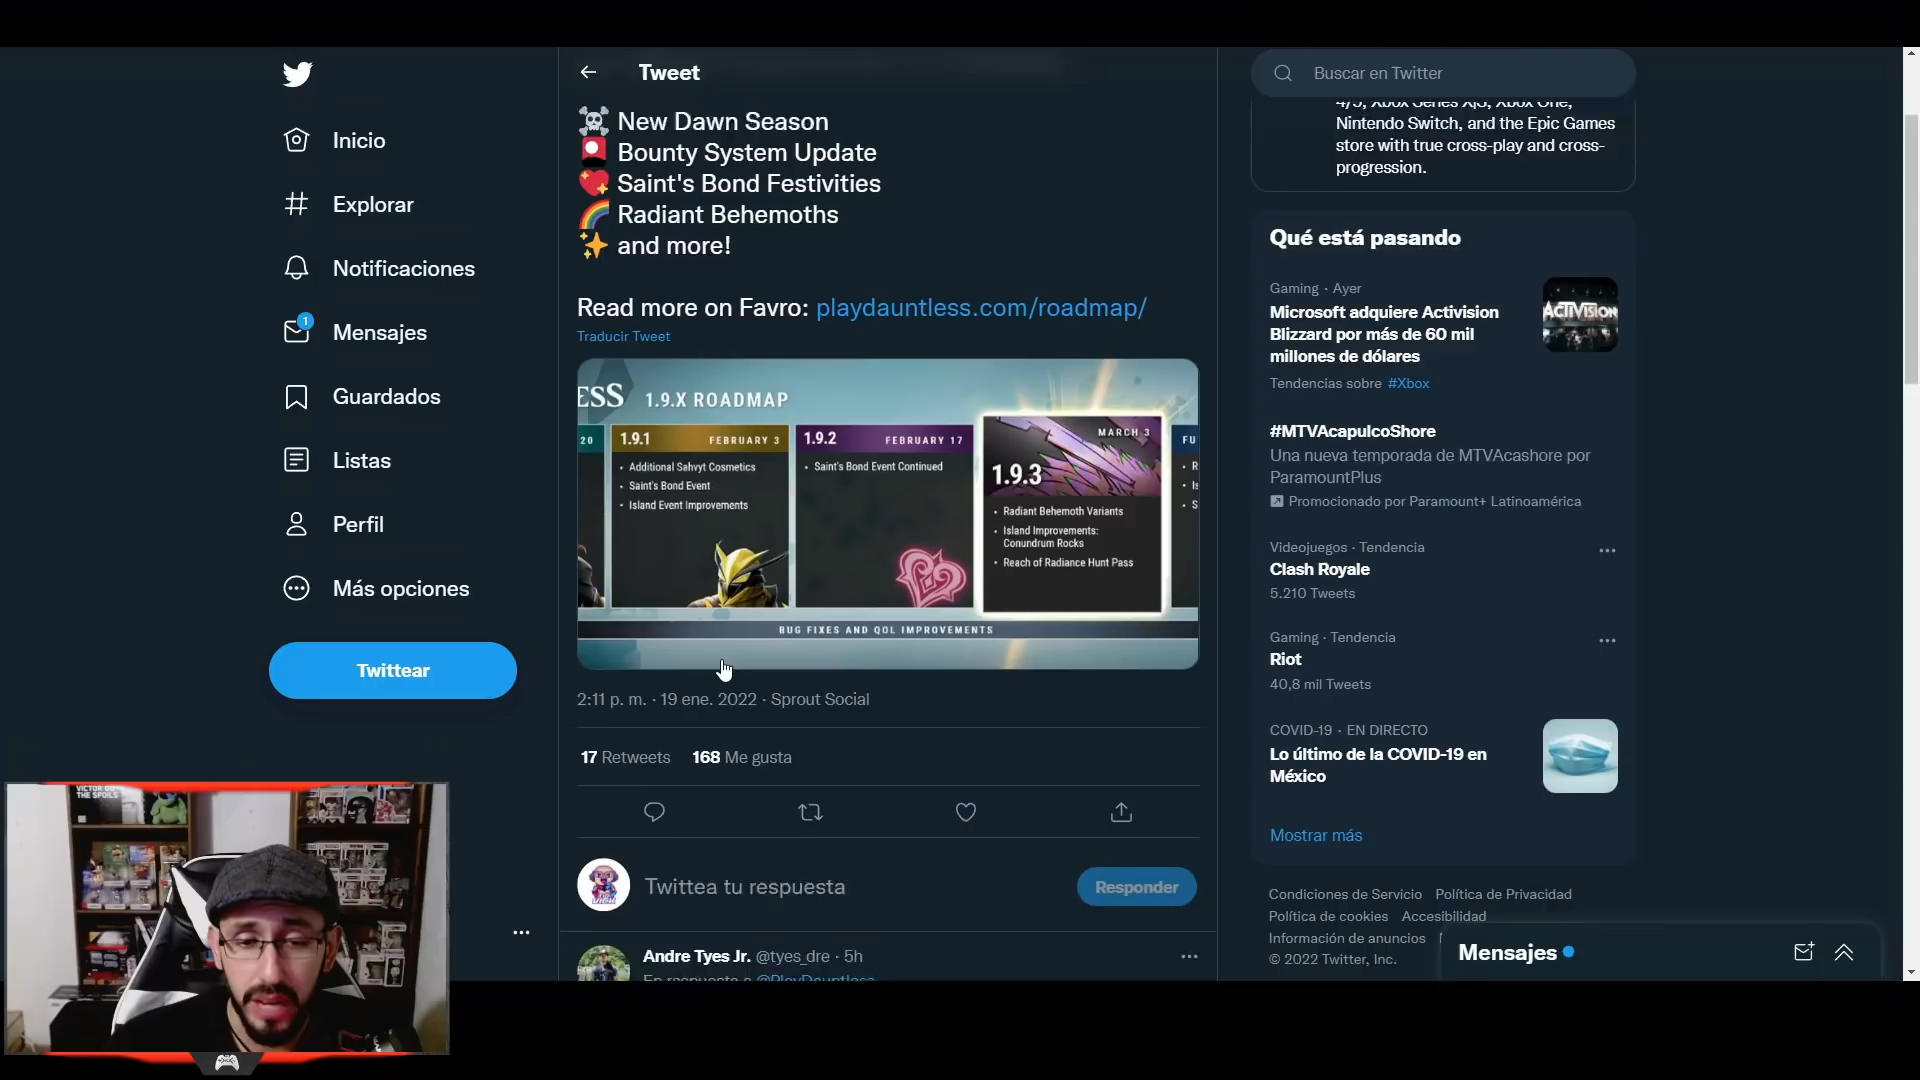 Inicio
Explorar
Notificaciones
1
Mensajes
Guardados
Listas
Perfil
Más opciones
Twittear
Tweet
New Dawn Season
Bounty System Update
Saint's Bond Festivities
Radiant Behemoths
and more!
Read more on Favro: playdauntless.com/roadmap/
Traducir Tweet
ESS 1.9.X ROADMAP
20
1.9.1 FEBRUARY 3
• Additional Sahvyt Cosmetics
• Saint's Bond Event
• Island Event Improvements
1.9.2 FEBRUARY 17
• Saint's Bond Event Continued
MARCH 3
1.9.3
• Radiant Behemoth Variants
• Island Improvements:
Conundrum Rocks
• Reach of Radiance Hunt Pass
FU
BUG FIXES AND QOL IMPROVEMENTS
2:11 p. m. · 19 ene. 2022 · Sprout Social
17 Retweets 168 Me gusta
Twittea tu respuesta
Responder
Andre Tyes Jr. @tyes_dre · 5h
En respuesta a @PlayDauntless
Buscar en Twitter
4/5, Xbox Series X|S, Xbox One,
Nintendo Switch, and the Epic Games
store with true cross-play and cross-
progression.
Qué está pasando
Gaming · Ayer
Microsoft adquiere Activision
Blizzard por más de 60 mil
millones de dólares
Tendencias sobre #Xbox
ACTIVISION
#MTVAcapulcoShore
Una nueva temporada de MTVAcashore por
ParamountPlus
Promocionado por Paramount+ Latinoamérica
Videojuegos · Tendencia
Clash Royale
5.210 Tweets
Gaming · Tendencia
Riot
40,8 mil Tweets
COVID-19 · EN DIRECTO
Lo último de la COVID-19 en
México
Mostrar más
Condiciones de Servicio Política de Privacidad
Política de cookies Accesibilidad
Información de anuncios
© 2022 Twitter, Inc.
Mensajes
VICTOR GO
THE SPOILS